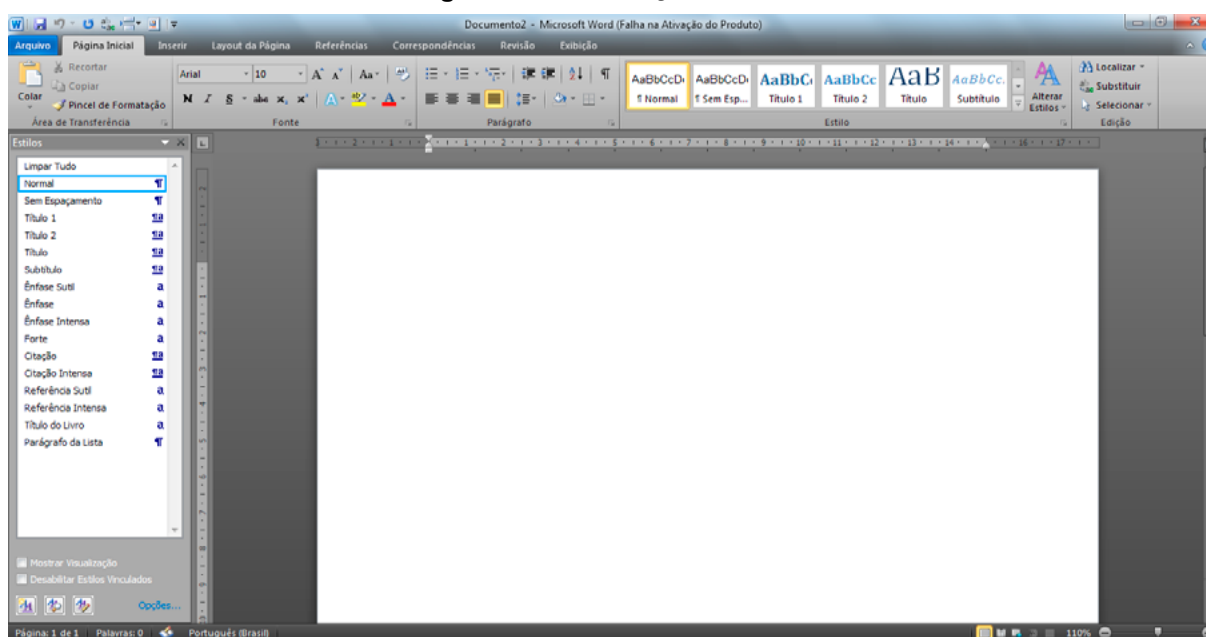 Documento2 - Microsoft Word (Falha na Ativação do Produto)
Arquivo Página Inicial Inserir Layout da Página Referências Correspondências Revisão Exibição
Colar
Recortar
Copiar
Pincel de Formatação
Área de Transferência
Arial 10
N I S abc x, x
Fonte
Parágrafo
AaBbCcDi AaBbCcDi AaBbCı AaBbCc AaB AaBbCc.
¶ Normal ¶ Sem Esp... Título 1 Título 2 Título Subtítulo
Alterar Estilos
Estilo
Localizar
Substituir
Selecionar
Edição
Estilos
Limpar Tudo
Normal ¶
Sem Espaçamento ¶
Título 1 ¶a
Título 2 ¶a
Título ¶a
Subtítulo ¶a
Ênfase Sutil a
Ênfase a
Ênfase Intensa a
Forte a
Citação ¶a
Citação Intensa ¶a
Referência Sutil a
Referência Intensa a
Título do Livro a
Parágrafo da Lista ¶
Mostrar Visualização
Desabilitar Estilos Vinculados
Opções...
Página: 1 de 1 Palavras: 0 Português (Brasil) 110%